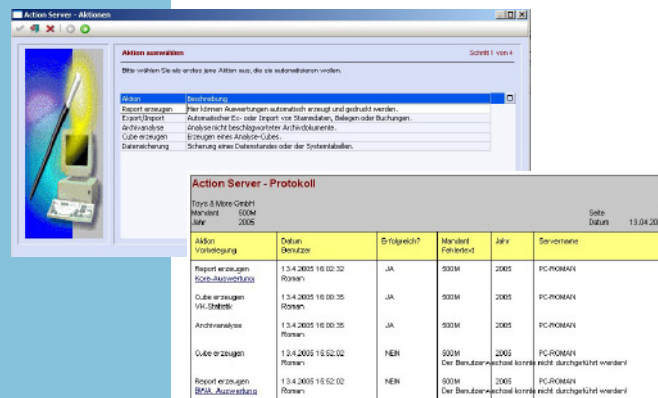 Action Server - Aktionen
Aktion auswählen
Schritt 1 von 4
Bitte wählen Sie als erstes jene Aktion aus, die sie automatisieren wollen.
Aktion Beschreibung
Report erzeugen Hier können Auswertungen automatisch erzeugt und gedruckt werden.
Export/Import Automatischer Ex- oder Import von Stammdaten, Belegen oder Buchungen.
Archivanalyse Analyse nicht beschlagworteter Archivdokumente.
Cube erzeugen Erzeugen eines Analyse-Cubes.
Datensicherung Sicherung eines Datenstandes oder der Systemtabellen.
Action Server - Protokoll
Toys & More GmbH
Mandant 500M Seite
Jahr 2005 Datum 13.04.20
Aktion Datum Erfolgreich? Mandant Jahr Servername
Vorbelegung Benutzer Fehlertext
Report erzeugen 13.4.2005 16:02:32 JA 500M 2005 PC-ROMAN
Kore-Auswertung Roman
Cube erzeugen 13.4.2005 16:00:35 JA 500M 2005 PC-ROMAN
VK-Statistik Roman
Archivanalyse 13.4.2005 16:00:35 JA 500M 2005 PC-ROMAN
Roman
Cube erzeugen 13.4.2005 15:52:02 NEIN 500M 2005 PC-ROMAN
Roman Der Benutzerwechsel konnte nicht durchgeführt werden!
Report erzeugen 13.4.2005 15:52:02 NEIN 500M 2005 PC-ROMAN
BWA Auswertung Roman Der Benutzerwechsel konnte nicht durchgeführt werden!